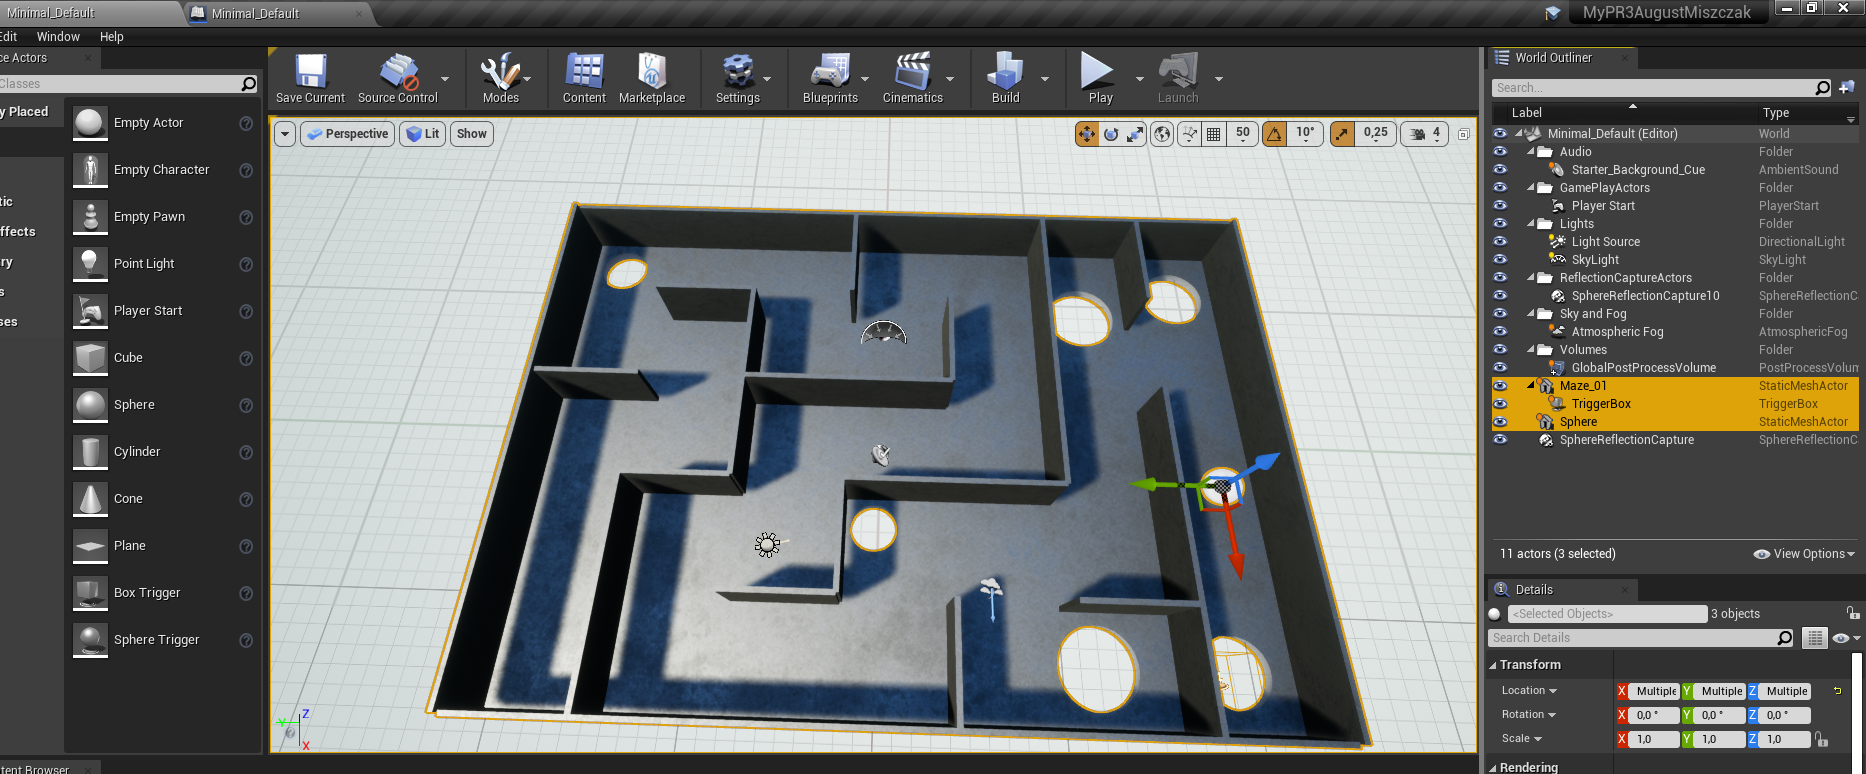 Minimal_Default
Minimal_Default
MyPR3AugustMiszczak
Edit Window Help
ce Actors
Classes
y Placed
tic
ffects
ry
s
ses
Empty Actor
Empty Character
Empty Pawn
Point Light
Player Start
Cube
Sphere
Cylinder
Cone
Plane
Box Trigger
Sphere Trigger
tent Browser
Save Current Source Control Modes Content Marketplace Settings Blueprints Cinematics Build Play Launch
Perspective Lit Show
50 10° 0,25 4
Z
Y
X
World Outliner
Search...
Label Type
Minimal_Default (Editor) World
Audio Folder
Starter_Background_Cue AmbientSound
GamePlayActors Folder
Player Start PlayerStart
Lights Folder
Light Source DirectionalLight
SkyLight SkyLight
ReflectionCaptureActors Folder
SphereReflectionCapture10 SphereReflectionC
Sky and Fog Folder
Atmospheric Fog AtmosphericFog
Volumes Folder
GlobalPostProcessVolume PostProcessVolum
Maze_01 StaticMeshActor
TriggerBox TriggerBox
Sphere StaticMeshActor
SphereReflectionCapture SphereReflectionC
11 actors (3 selected) View Options
Details
<Selected Objects> 3 objects
Search Details
Transform
Location X Multiple Y Multiple Z Multiple
Rotation X 0,0 ° Y 0,0 ° Z 0,0 °
Scale X 1,0 Y 1,0 Z 1,0
Rendering